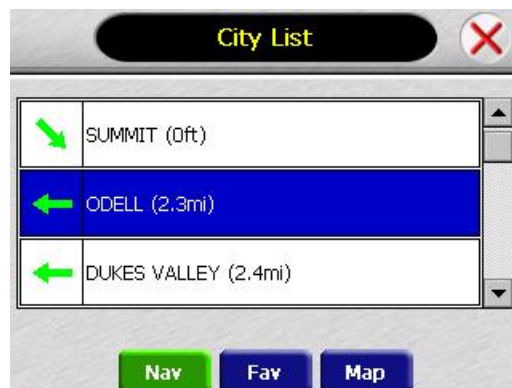 City List
SUMMIT (0ft)
ODELL (2.3mi)
DUKES VALLEY (2.4mi)
Nav Fav Map